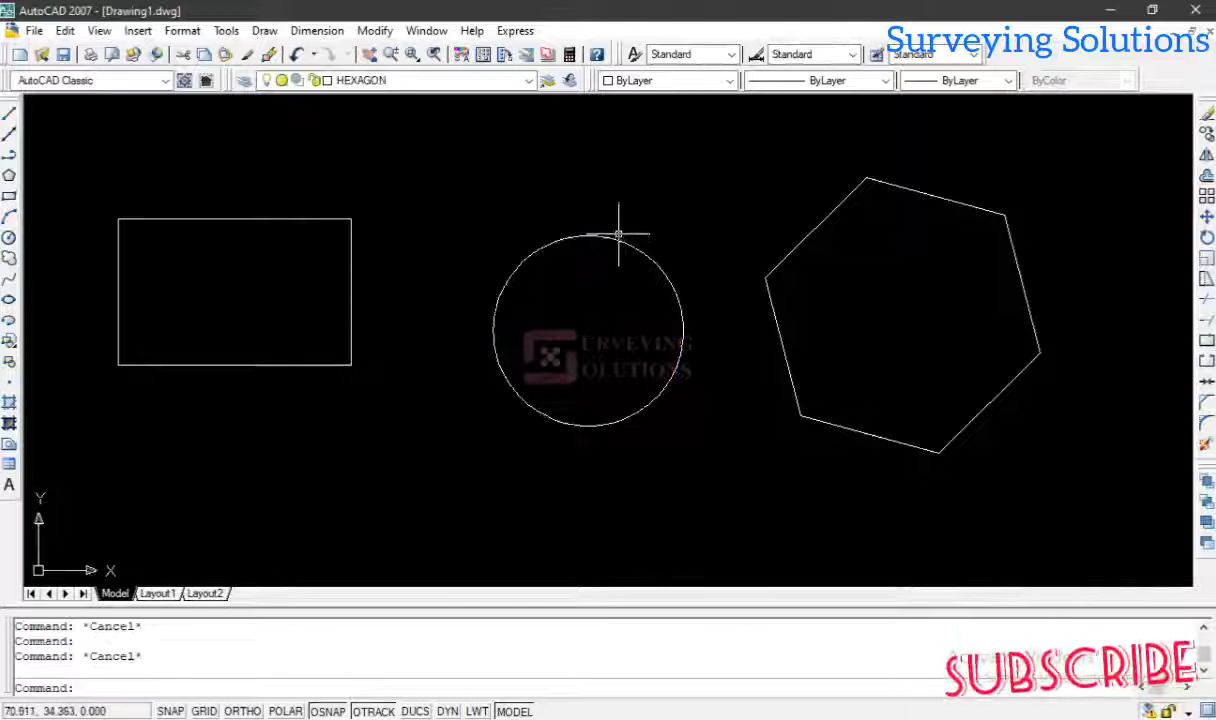 AutoCAD 2007 - [Drawing1.dwg]
File Edit View Insert Format Tools Draw Dimension Modify Window Help Express
Surveying Solutions
Standard Standard Standard
AutoCAD Classic HEXAGON ByLayer ByLayer ByLayer ByColor
URVEYING
OLUTIONS
A
Y
X
Model Layout1 Layout2
Command: *Cancel*
Command:
Command: *Cancel*
Command:
SUBSCRIBE
70.911, 34.363, 0.000 SNAP GRID ORTHO POLAR OSNAP OTRACK DUCS DYN LWT MODEL